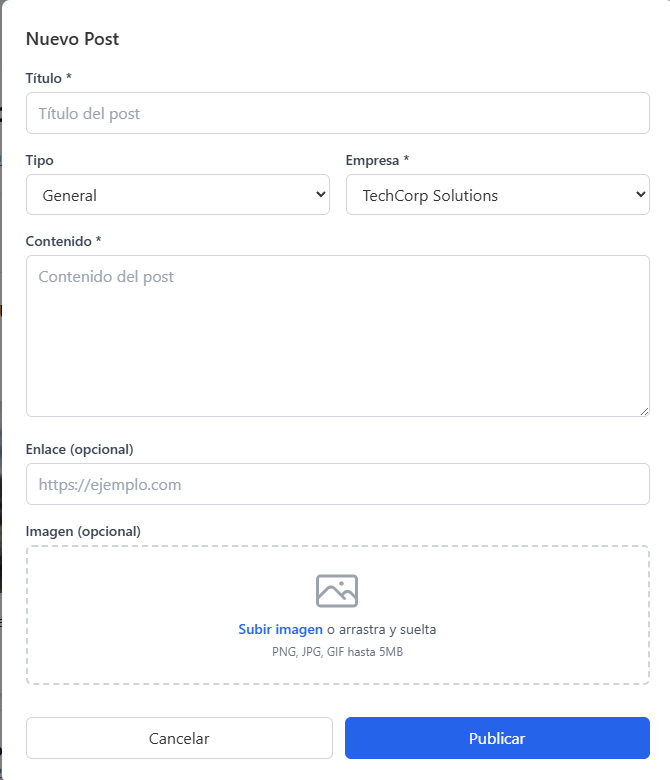 Nuevo Post
Título *
Título del post
Tipo
Empresa *
General
TechCorp Solutions
Contenido *
Contenido del post
Enlace (opcional)
https://ejemplo.com
Imagen (opcional)
Subir imagen o arrastra y suelta
PNG, JPG, GIF hasta 5MB
Cancelar
Publicar